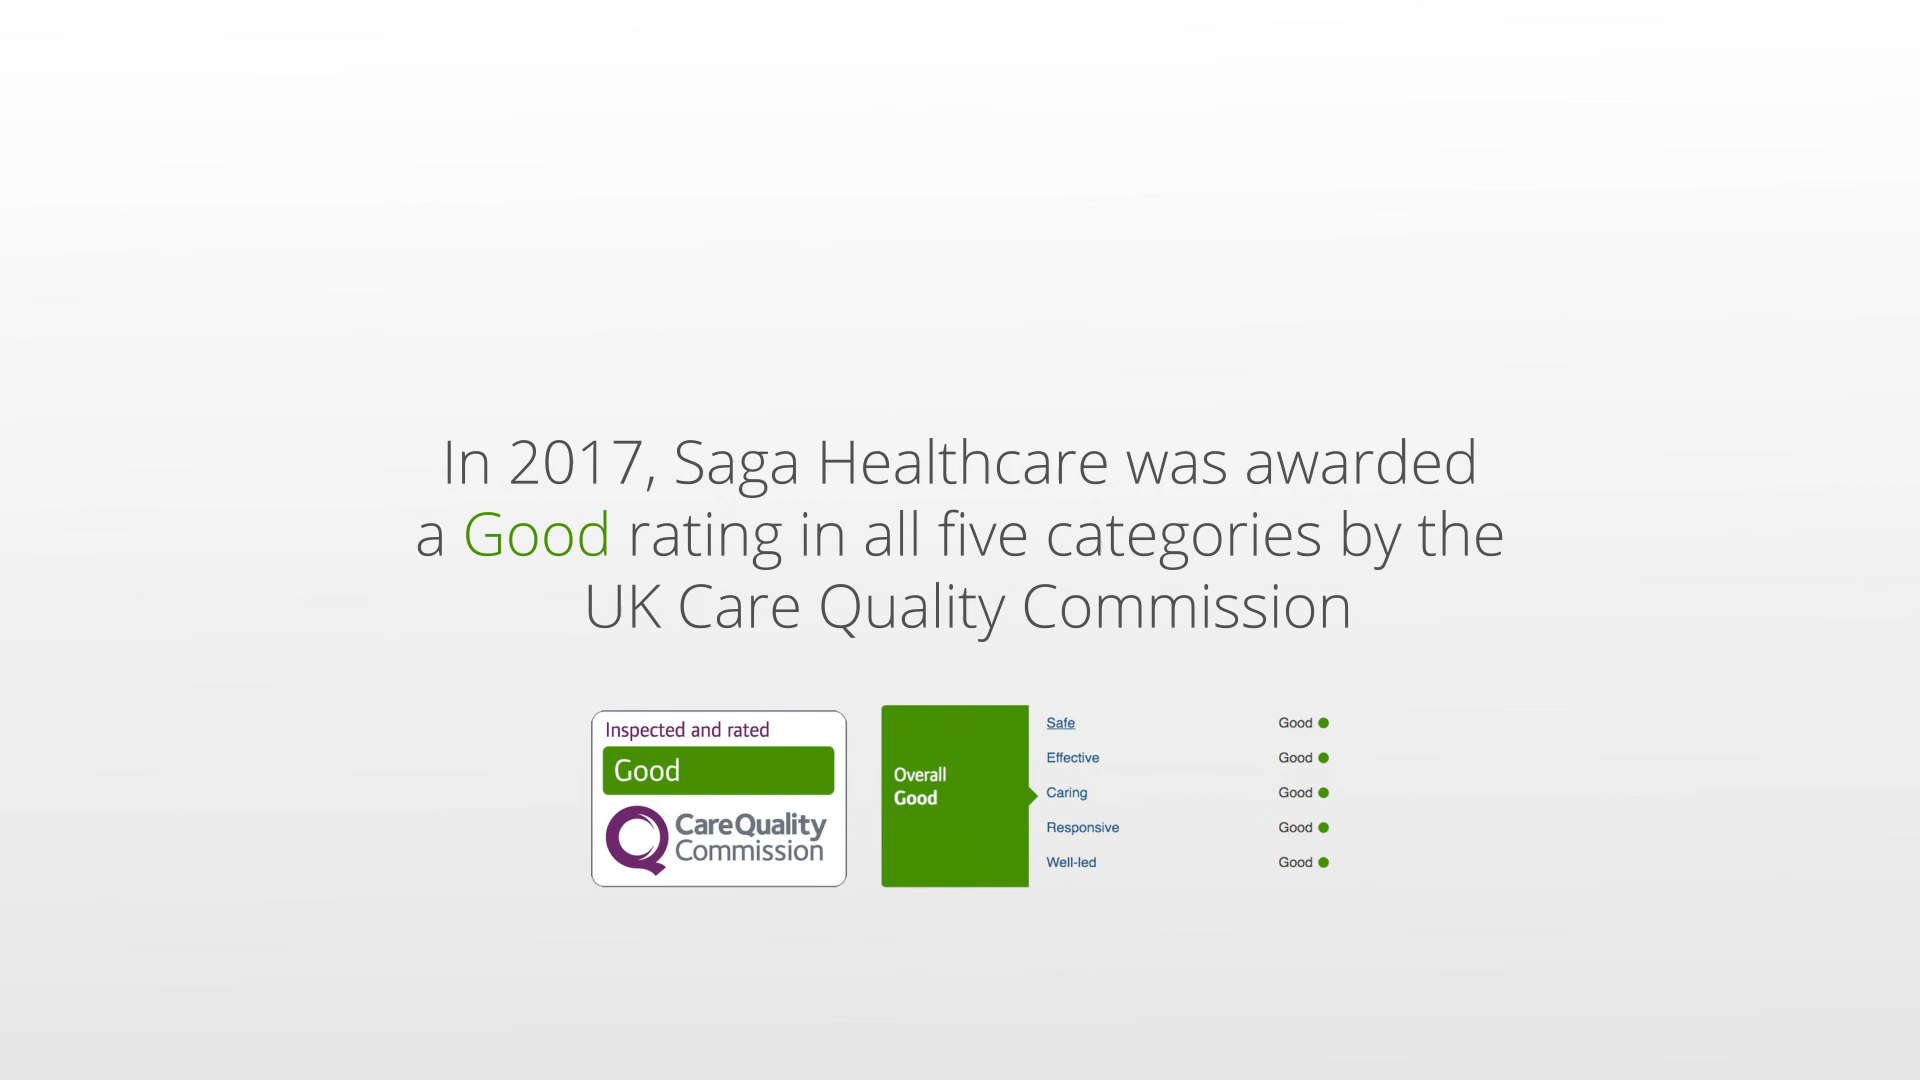 In 2017, Saga Healthcare was awarded
a Good rating in all five categories by the
UK Care Quality Commission
Inspected and rated
Good
CareQuality
Commission
Overall
Good
Safe Good
Effective Good
Caring Good
Responsive Good
Well-led Good